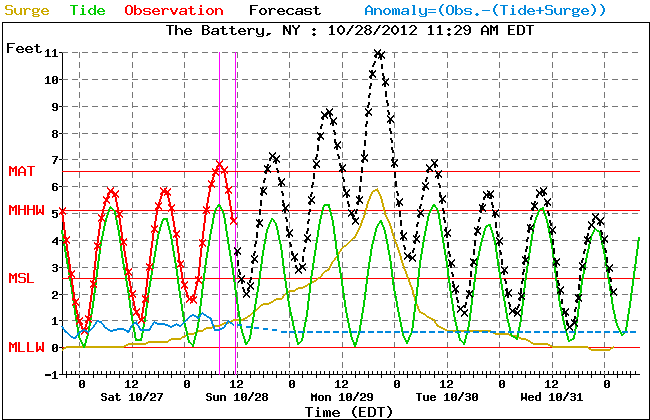 Surge Tide Observation Forecast Anomaly=(Obs.-(Tide+Surge))
The Battery, NY : 10/28/2012 11:29 AM EDT
Feet
11
10
9
8
7
MAT
6
MHHW
5
4
3
MSL
2
1
MLLW
0
-1
0 12 0 12 0 12 0 12 0 12 0
Sat 10/27 Sun 10/28 Mon 10/29 Tue 10/30 Wed 10/31
Time (EDT)